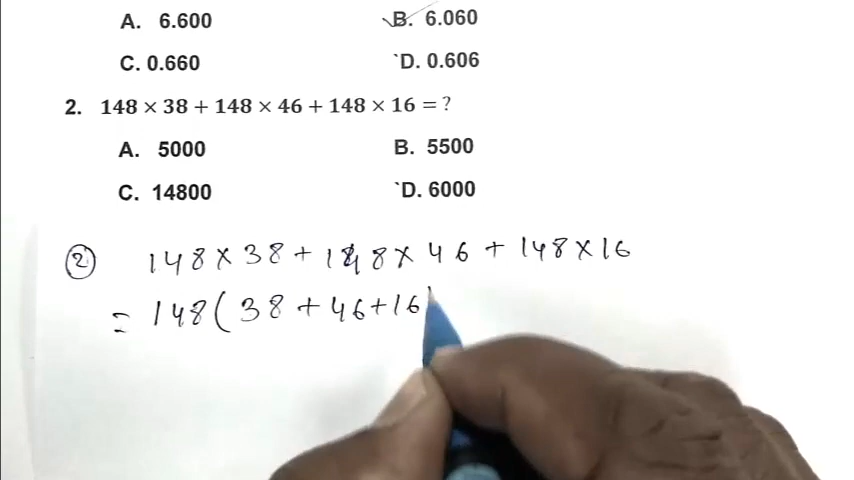 A. 6.600 B. 6.060
C. 0.660 `D. 0.606
2. 148 × 38 + 148 × 46 + 148 × 16 = ?
A. 5000 B. 5500
C. 14800 `D. 6000
2 148 × 38 + 148 × 46 + 148 × 16
= 148 ( 38 + 46 + 16 )